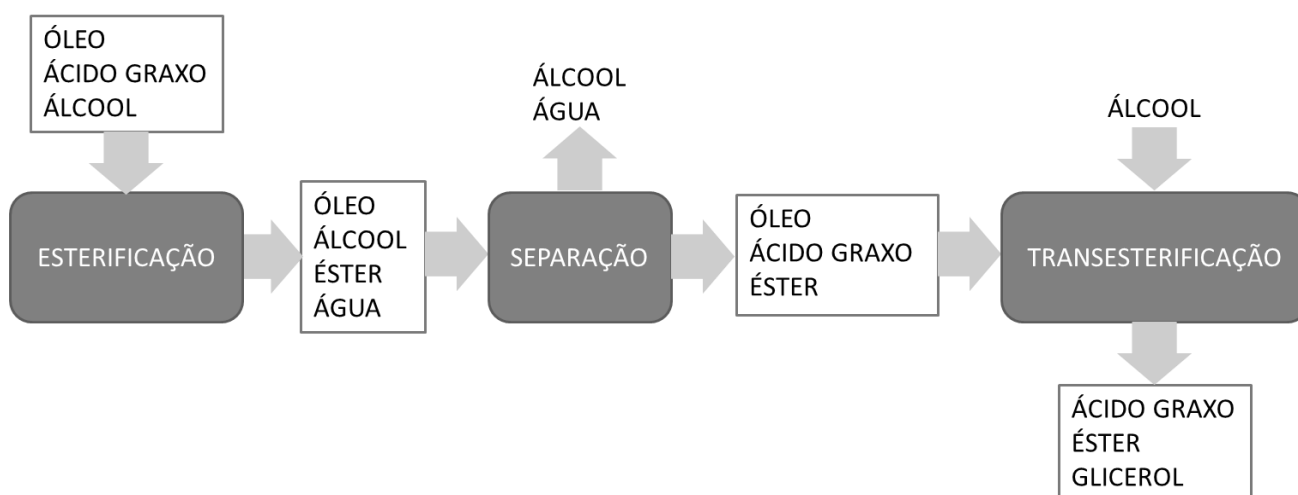 ÓLEO
ÁCIDO GRAXO
ÁLCOOL
ESTERIFICAÇÃO
ÓLEO
ÁLCOOL
ÉSTER
ÁGUA
ÁLCOOL
ÁGUA
SEPARAÇÃO
ÓLEO
ÁCIDO GRAXO
ÉSTER
ÁLCOOL
TRANSESTERIFICAÇÃO
ÁCIDO GRAXO
ÉSTER
GLICEROL